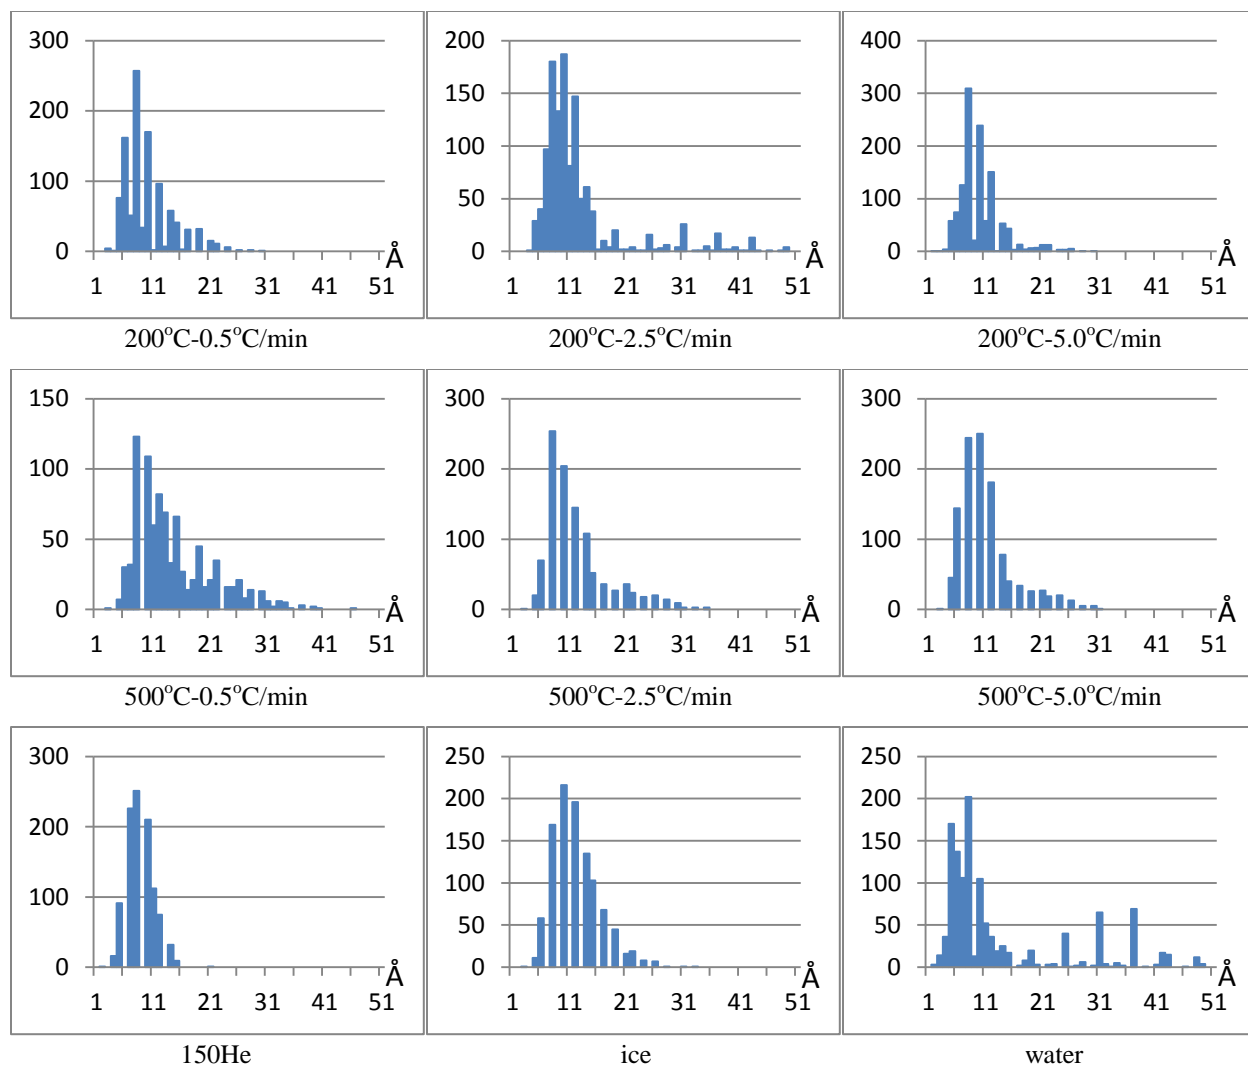 300
200
100
0
Å
1 11 21 31 41 51
200°C-0.5°C/min
200
150
100
50
0
Å
1 11 21 31 41 51
200°C-2.5°C/min
400
300
200
100
0
Å
1 11 21 31 41 51
200°C-5.0°C/min
150
100
50
0
Å
1 11 21 31 41 51
500°C-0.5°C/min
300
200
100
0
Å
1 11 21 31 41 51
500°C-2.5°C/min
300
200
100
0
Å
1 11 21 31 41 51
500°C-5.0°C/min
300
200
100
0
Å
1 11 21 31 41 51
150He
250
200
150
100
50
0
Å
1 11 21 31 41 51
ice
250
200
150
100
50
0
Å
1 11 21 31 41 51
water